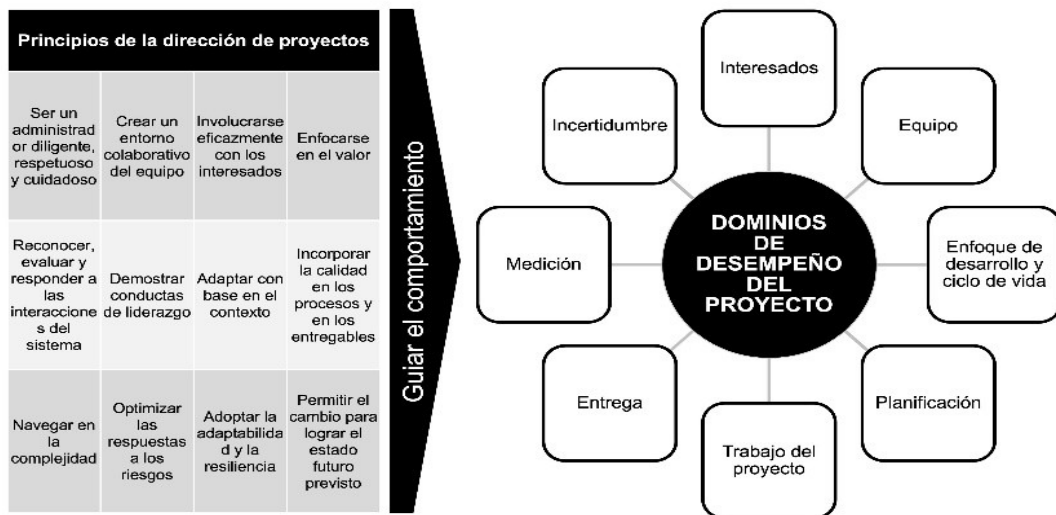 Principios de la dirección de proyectos
Ser un
administrad
or diligente,
respetuoso
y cuidadoso
Crear un
entorno
colaborativo
del equipo
Involucrarse
eficazmente
con los
interesados
Enfocarse
en el valor
Reconocer,
evaluar y
responder a
las
interaccione
s del
sistema
Demostrar
conductas
de liderazgo
Adaptar con
base en el
contexto
Incorporar
la calidad
en los
procesos y
en los
entregables
Navegar en
la
complejidad
Optimizar
las
respuestas
a los
riesgos
Adoptar la
adaptabilida
d y la
resiliencia
Permitir el
cambio para
lograr el
estado
futuro
previsto
Guiar el comportamiento
DOMINIOS
DE
DESEMPEÑO
DEL
PROYECTO
Interesados
Equipo
Enfoque de
desarrollo y
ciclo de vida
Planificación
Trabajo del
proyecto
Entrega
Medición
Incertidumbre